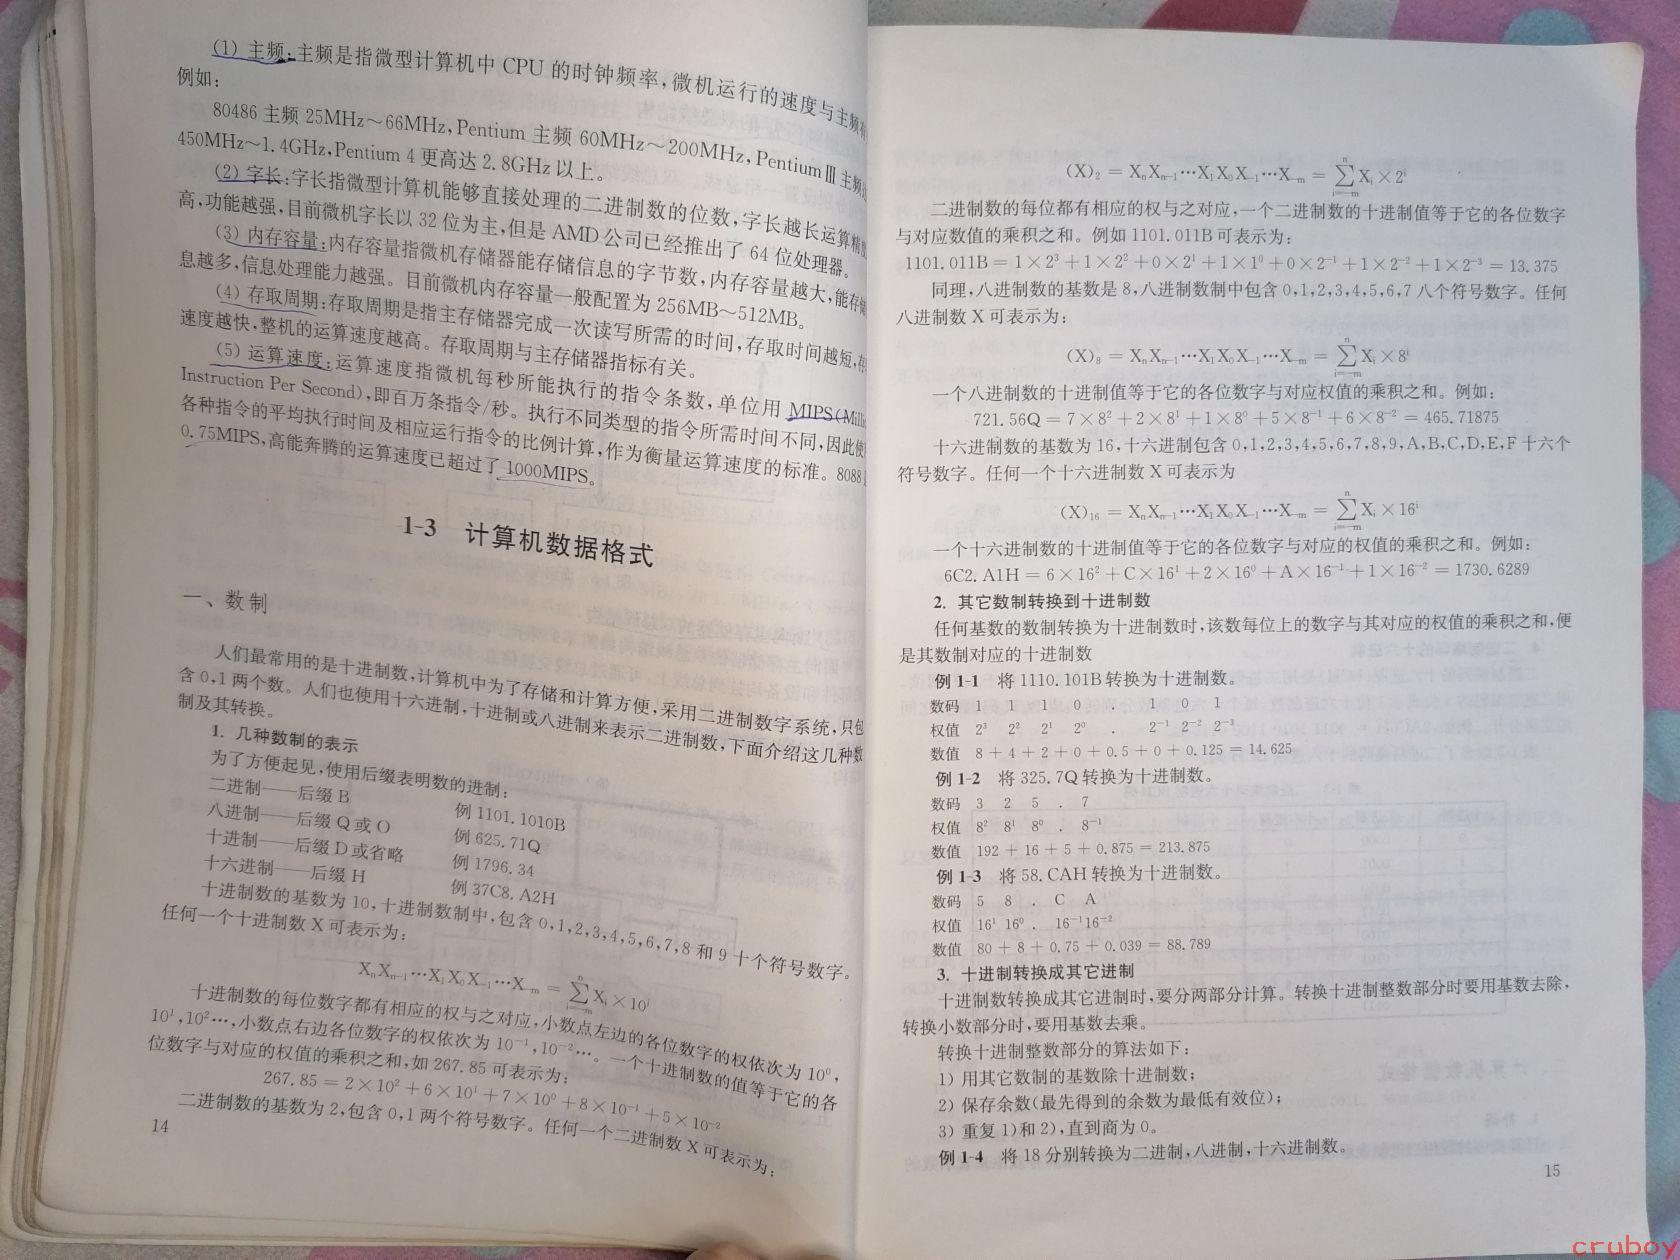 (1) 主频:主频是指微型计算机中 CPU 的时钟频率,微机运行的速度与主频有
例如:
80486 主频 25MHz～66MHz,Pentium 主频 60MHz～200MHz,PentiumⅢ主频
450MHz～1.4GHz,Pentium 4 更高达 2.8GHz 以上。
(2) 字长:字长指微型计算机能够直接处理的二进制数的位数,字长越长运算精
高,功能越强,目前微机字长以 32 位为主,但是 AMD 公司已经推出了 64 位处理器。
(3) 内存容量:内存容量指微机存储器能存储信息的字节数,内存容量越大,能存储
息越多,信息处理能力越强。目前微机内存容量一般配置为 256MB～512MB。
(4) 存取周期:存取周期是指主存储器完成一次读写所需的时间,存取时间越短,存
速度越快,整机的运算速度越高。存取周期与主存储器指标有关。
(5) 运算速度:运算速度指微机每秒所能执行的指令条数,单位用 MIPS(Milli
Instruction Per Second),即百万条指令/秒。执行不同类型的指令所需时间不同,因此使
各种指令的平均执行时间及相应运行指令的比例计算,作为衡量运算速度的标准。8088
0.75MIPS,高能奔腾的运算速度已超过了 1000MIPS。
1-3 计算机数据格式
一、数制
人们最常用的是十进制数,计算机中为了存储和计算方便,采用二进制数字系统,只包
含 0,1 两个数。人们也使用十六进制,十进制或八进制来表示二进制数,下面介绍这几种数
制及其转换。
1. 几种数制的表示
为了方便起见,使用后缀表明数的进制:
二进制——后缀 B 例 1101.1010B
八进制——后缀 Q 或 O 例 625.71Q
十进制——后缀 D 或省略 例 1796.34
十六进制——后缀 H 例 37C8.A2H
十进制数的基数为 10,十进制数制中,包含 0,1,2,3,4,5,6,7,8 和 9 十个符号数字。
任何一个十进制数 X 可表示为:
XₙXₙ₋₁…X₁X₀X₋₁…X₋ₘ = ∑ⁿᵢ₌₋ₘ Xᵢ×10ⁱ
十进制数的每位数字都有相应的权与之对应,小数点左边的各位数字的权依次为 10⁰,
10¹,10²…,小数点右边各位数字的权依次为 10⁻¹,10⁻²…。一个十进制数的值等于它的各
位数字与对应的权值的乘积之和,如 267.85 可表示为:
267.85 = 2×10²+6×10¹+7×10⁰+8×10⁻¹+5×10⁻²
二进制数的基数为 2,包含 0,1 两个符号数字。任何一个二进制数 X 可表示为:
14
(X)₂ = XₙXₙ₋₁…X₁X₀X₋₁…X₋ₘ = ∑ⁿᵢ₌₋ₘ Xᵢ×2ⁱ
二进制数的每位都有相应的权与之对应,一个二进制数的十进制值等于它的各位数字
与对应数值的乘积之和。例如 1101.011B 可表示为:
1101.011B = 1×2³+1×2²+0×2¹+1×1⁰+0×2⁻¹+1×2⁻²+1×2⁻³ = 13.375
同理,八进制数的基数是 8,八进制数制中包含 0,1,2,3,4,5,6,7 八个符号数字。任何
八进制数 X 可表示为:
(X)₈ = XₙXₙ₋₁…X₁X₀X₋₁…X₋ₘ = ∑ⁿᵢ₌₋ₘ Xᵢ×8ⁱ
一个八进制数的十进制值等于它的各位数字与对应权值的乘积之和。例如:
721.56Q = 7×8²+2×8¹+1×8⁰+5×8⁻¹+6×8⁻² = 465.71875
十六进制数的基数为 16,十六进制包含 0,1,2,3,4,5,6,7,8,9,A,B,C,D,E,F 十六个
符号数字。任何一个十六进制数 X 可表示为
(X)₁₆ = XₙXₙ₋₁…X₁X₀X₋₁…X₋ₘ = ∑ⁿᵢ₌₋ₘ Xᵢ×16ⁱ
一个十六进制数的十进制值等于它的各位数字与对应的权值的乘积之和。例如:
6C2.A1H = 6×16²+C×16¹+2×16⁰+A×16⁻¹+1×16⁻² = 1730.6289
2. 其它数制转换到十进制数
任何基数的数制转换为十进制数时,该数每位上的数字与其对应的权值的乘积之和,便
是其数制对应的十进制数
例 1-1 将 1110.101B 转换为十进制数。
数码 1 1 1 0 . 1 0 1
权值 2³ 2² 2¹ 2⁰ . 2⁻¹ 2⁻² 2⁻³
数值 8+4+2+0+0.5+0+0.125=14.625
例 1-2 将 325.7Q 转换为十进制数。
数码 3 2 5 . 7
权值 8² 8¹ 8⁰ . 8⁻¹
数值 192+16+5+0.875=213.875
例 1-3 将 58.CAH 转换为十进制数。
数码 5 8 . C A
权值 16¹ 16⁰ . 16⁻¹16⁻²
数值 80+8+0.75+0.039=88.789
3. 十进制转换成其它进制
十进制数转换成其它进制时,要分两部分计算。转换十进制整数部分时要用基数去除,
转换小数部分时,要用基数去乘。
转换十进制整数部分的算法如下:
1) 用其它数制的基数除十进制数;
2) 保存余数(最先得到的余数为最低有效位);
3) 重复 1)和 2),直到商为 0。
例 1-4 将 18 分别转换为二进制,八进制,十六进制数。
15
cruboy